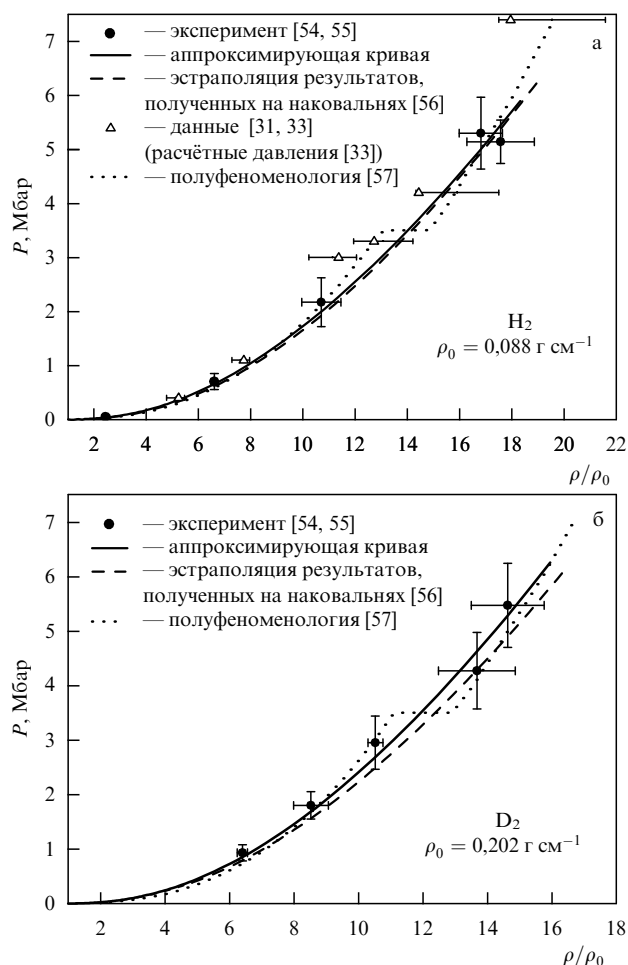 7
6
5
4
3
2
1
0
P, Мбар
а
— эксперимент [54, 55]
— аппроксимирующая кривая
— эстраполяция результатов,
полученных на наковальнях [56]
— данные [31, 33]
(расчётные давления [33])
— полуфеноменология [57]
H2
ρ0 = 0,088 г см−1
2 4 6 8 10 12 14 16 18 20 22
ρ/ρ0
7
6
5
4
3
2
1
0
P, Мбар
б
— эксперимент [54, 55]
— аппроксимирующая кривая
— эстраполяция результатов,
полученных на наковальнях [56]
— полуфеноменология [57]
D2
ρ0 = 0,202 г см−1
2 4 6 8 10 12 14 16 18
ρ/ρ0